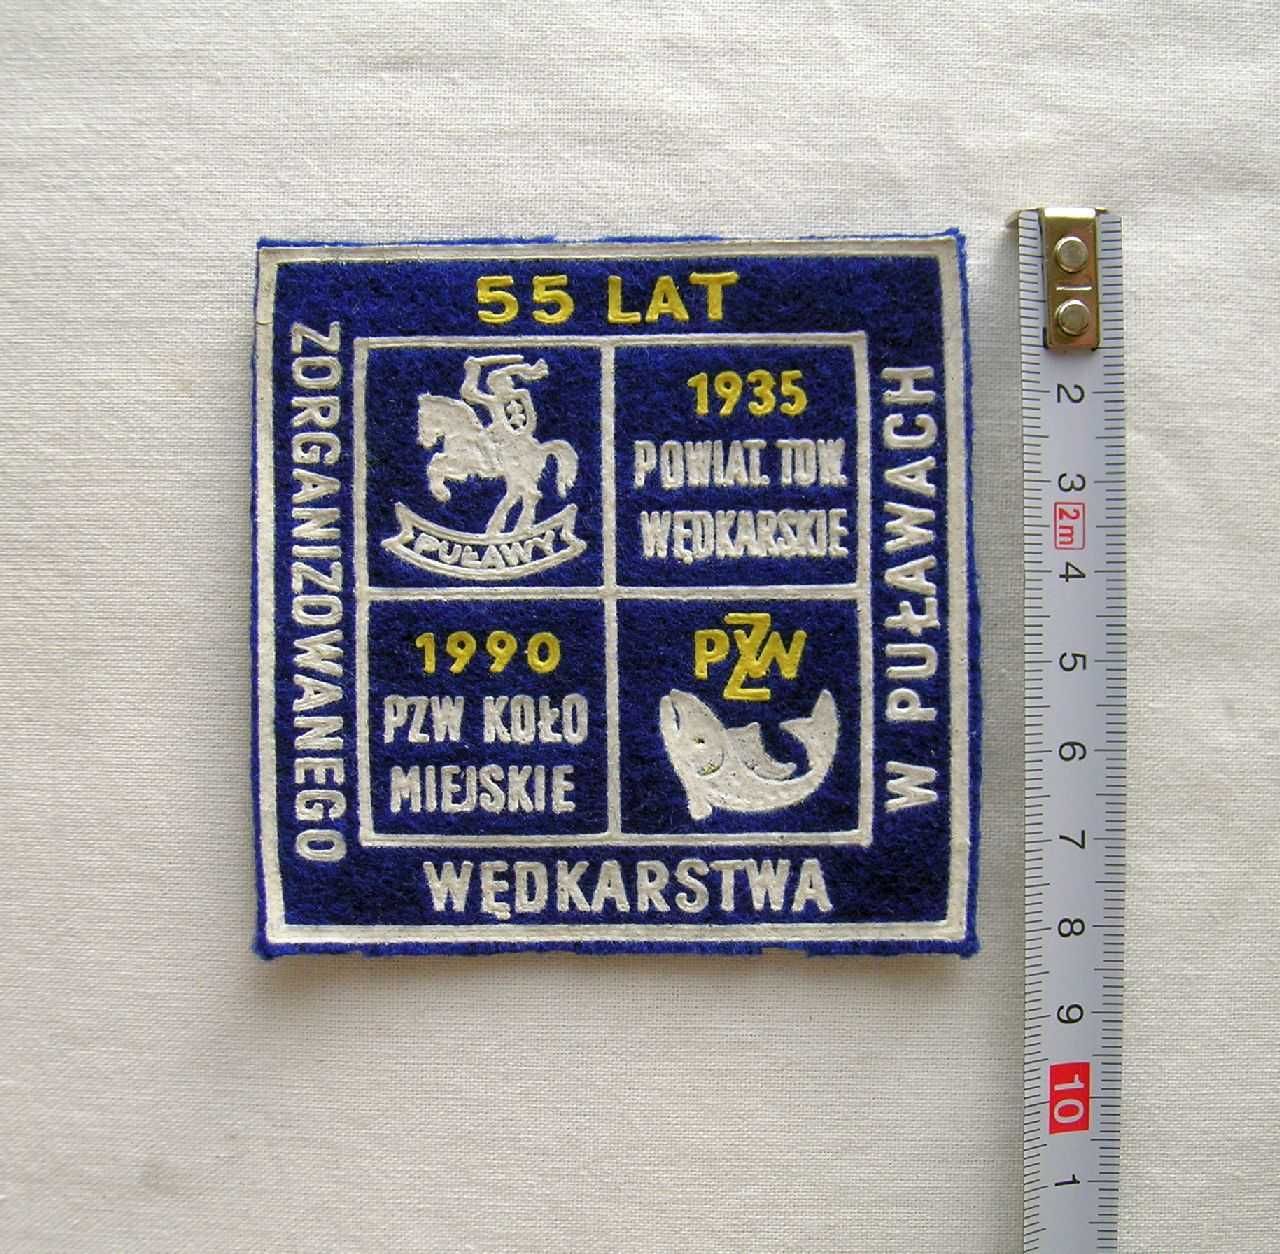 55 LAT
ZORGANIZOWANEGO
WĘDKARSTWA
W PUŁAWACH
PUŁAWY
1935
POWIAT. TOW.
WĘDKARSKIE
1990
PZW KOŁO
MIEJSKIE
PZW
2
3
2m
4
5
6
7
8
9
10
1